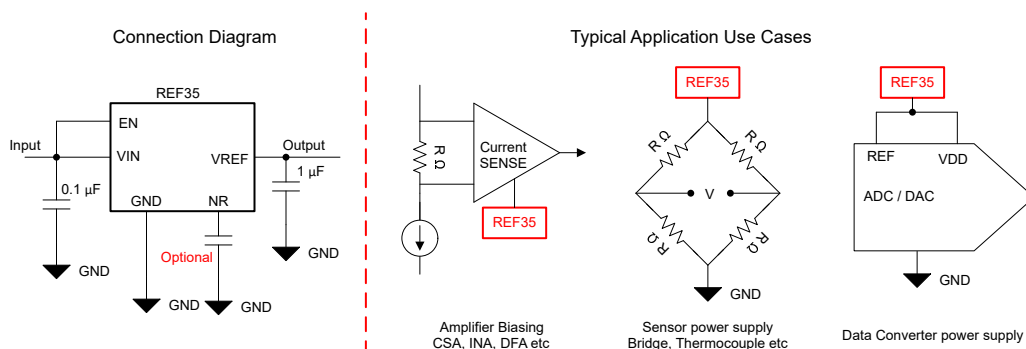 Connection Diagram
REF35
Input
EN
VIN
VREF
Output
0.1 µF
1 µF
GND
NR
Optional
GND
GND
GND
GND
Typical Application Use Cases
R Ω
Current
SENSE
REF35
Amplifier Biasing
CSA, INA, DFA etc
REF35
R Ω
R Ω
V
R Ω
R Ω
GND
Sensor power supply
Bridge, Thermocouple etc
REF35
REF
VDD
ADC / DAC
GND
Data Converter power supply